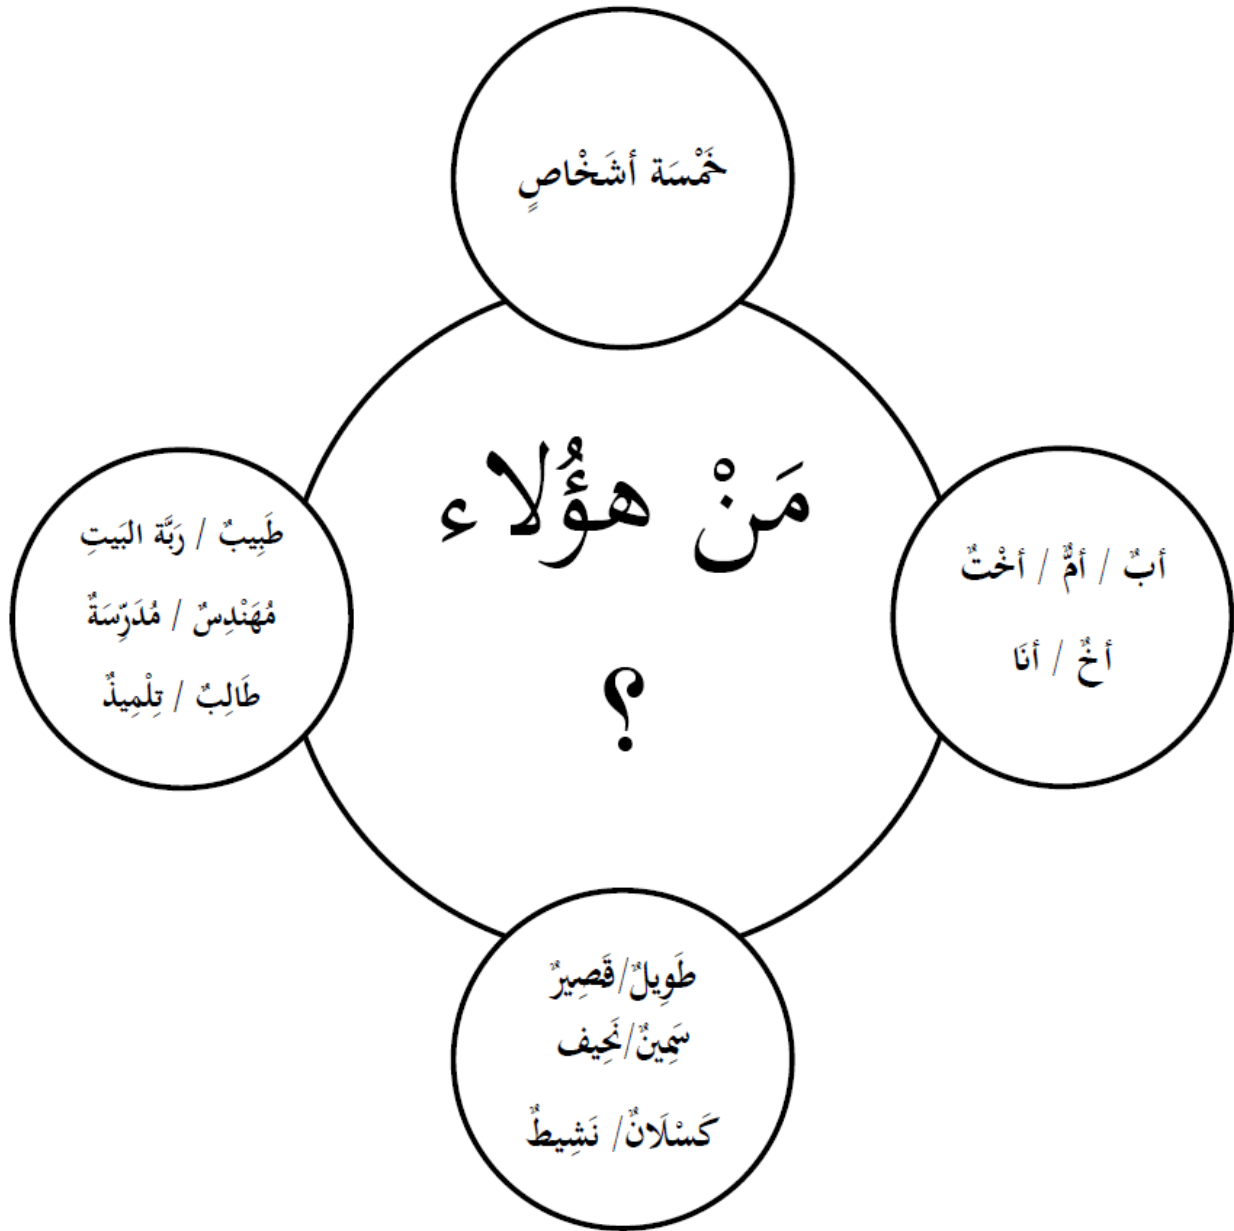 خَمْسَة أشَخْاصٍ
مَنْ هؤُلاء
؟
أبٌ / أمٌّ / أخْتٌ
أخٌ / أنَا
طَبِيبٌ / رَبَّة البَيتِ
مُهَنْدِسٌ / مُدَرِّسَةٌ
طَالِبٌ / تِلْمِيذٌ
طَوِيلٌ/قَصِيرٌ
سَمِينٌ/نَحِيف
كَسْلَانٌ/ نَشِيطٌ